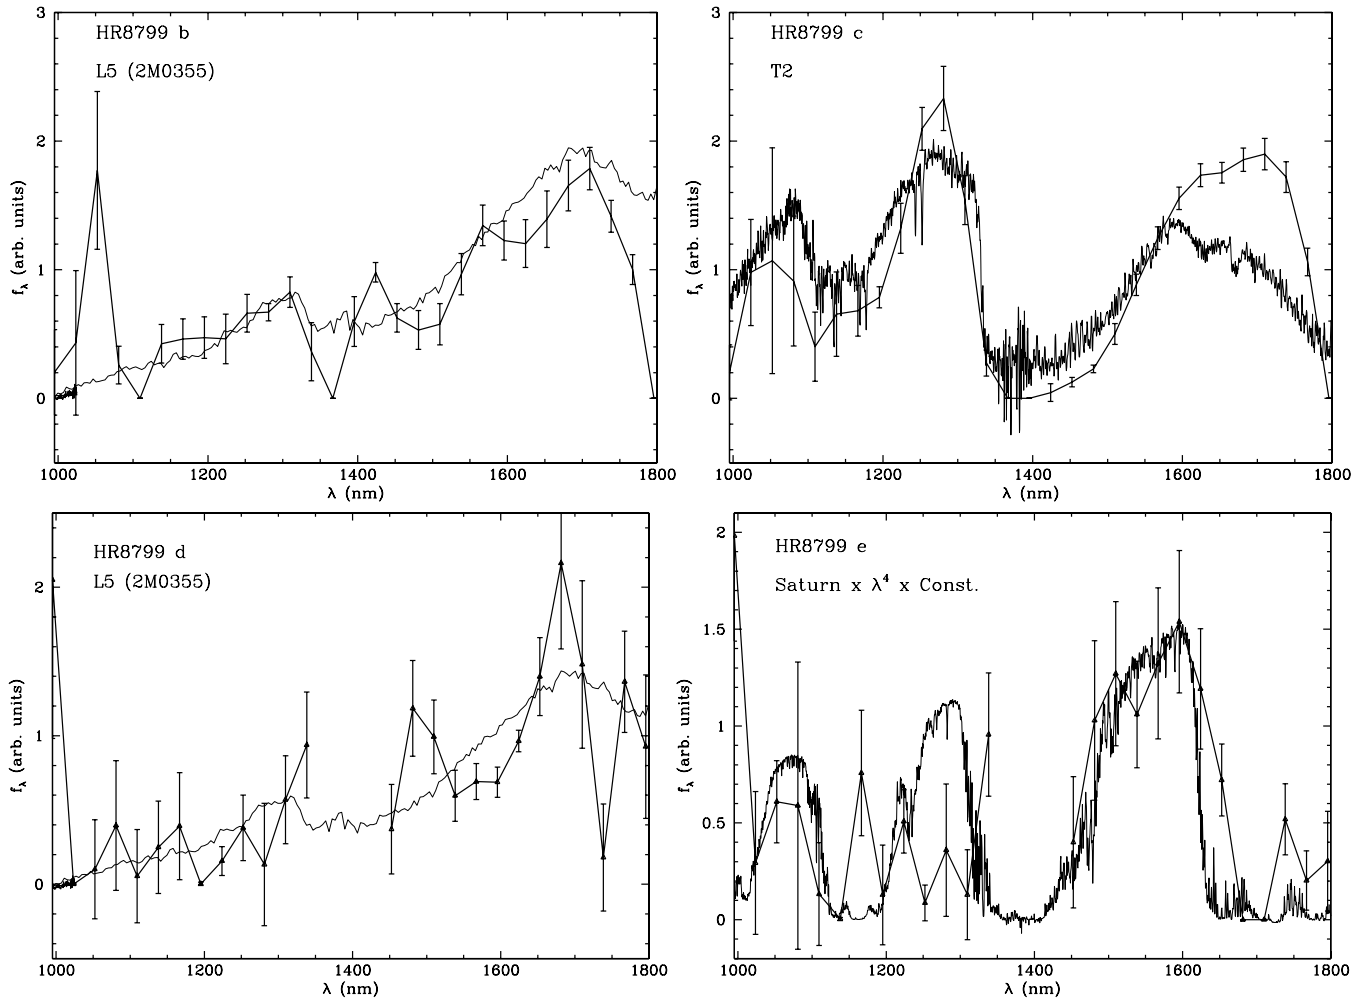 HR8799 b
L5 (2M0355)
3
2
1
0
f_λ (arb. units)
1000 1200 1400 1600 1800
λ (nm)
HR8799 c
T2
3
2
1
0
f_λ (arb. units)
1000 1200 1400 1600 1800
λ (nm)
HR8799 d
L5 (2M0355)
2
1
0
f_λ (arb. units)
1000 1200 1400 1600 1800
λ (nm)
HR8799 e
Saturn x λ⁴ x Const.
2
1.5
1
0.5
0
f_λ (arb. units)
1000 1200 1400 1600 1800
λ (nm)